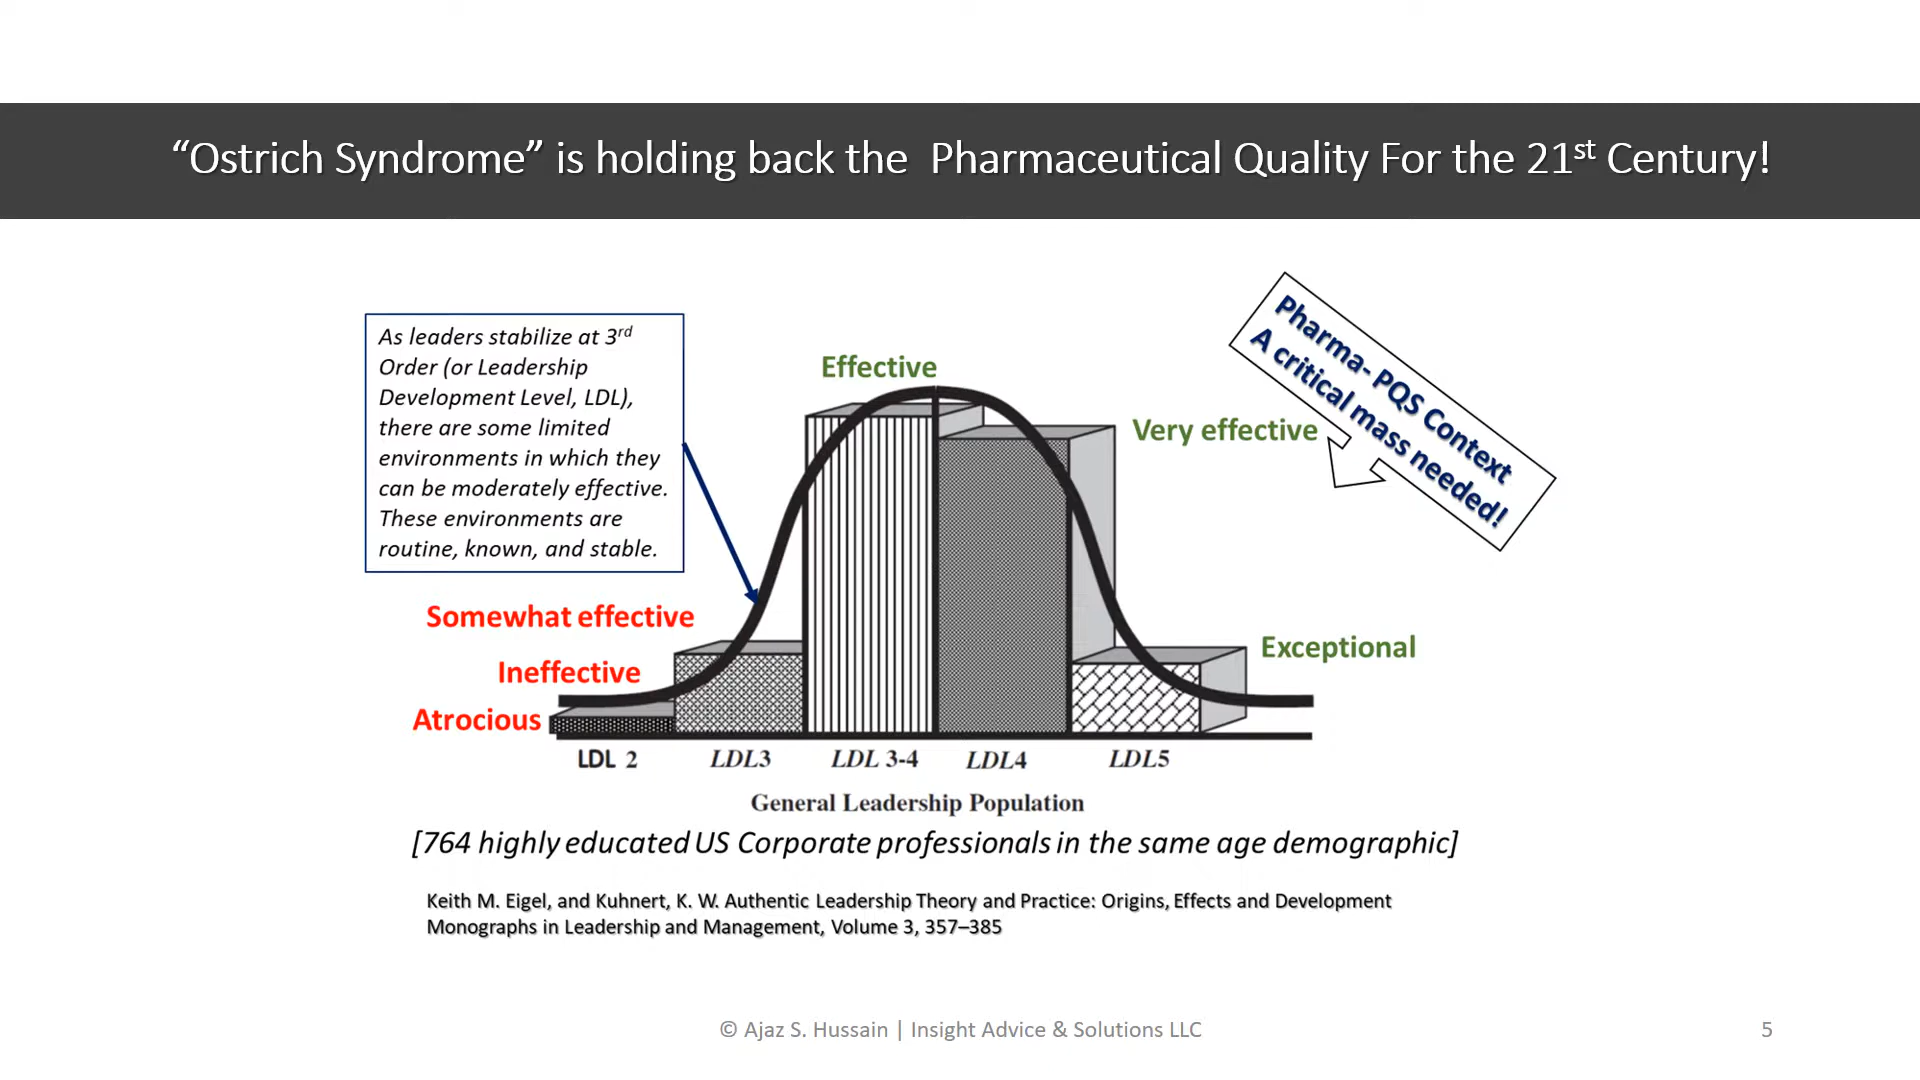 “Ostrich Syndrome” is holding back the Pharmaceutical Quality For the 21st Century!
As leaders stabilize at 3rd
Order (or Leadership
Development Level, LDL),
there are some limited
environments in which they
can be moderately effective.
These environments are
routine, known, and stable.
Effective
Very effective
Pharma- PQS Context
A critical mass needed!
Somewhat effective
Ineffective
Atrocious
Exceptional
LDL 2
LDL3
LDL 3-4
LDL4
LDL5
General Leadership Population
[764 highly educated US Corporate professionals in the same age demographic]
Keith M. Eigel, and Kuhnert, K. W. Authentic Leadership Theory and Practice: Origins, Effects and Development
Monographs in Leadership and Management, Volume 3, 357–385
© Ajaz S. Hussain | Insight Advice & Solutions LLC
5